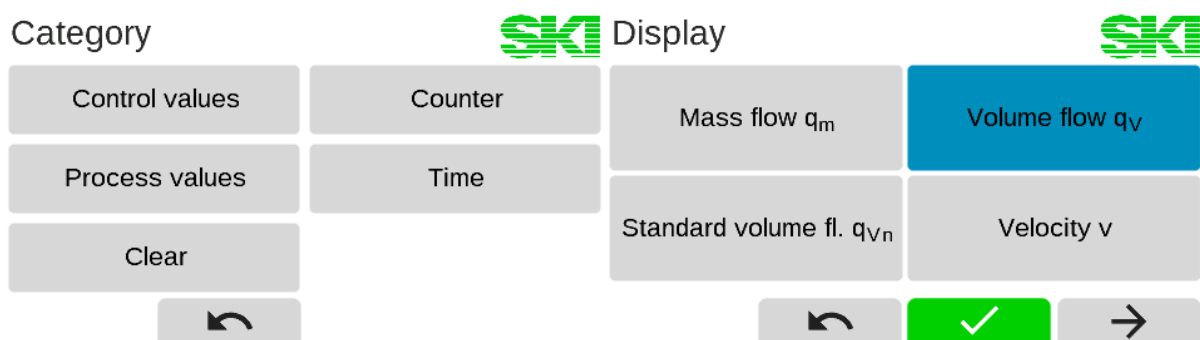 Category
SKI
Control values
Counter
Process values
Time
Clear
Display
SKI
Mass flow qm
Volume flow qV
Standard volume fl. qVn
Velocity v